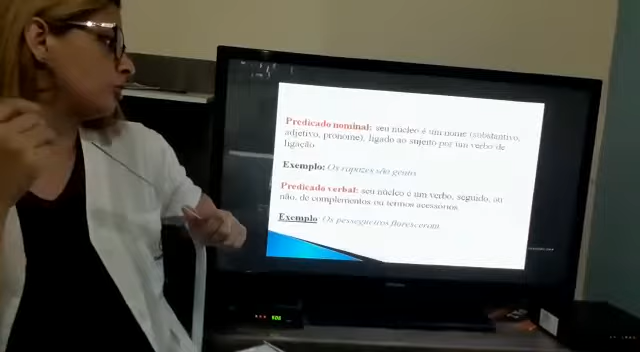 Predicado nominal: seu núcleo é um nome (substantivo,
adjetivo, pronome), ligado ao sujeito por um verbo de
ligação
Exemplo: Os rapazes são gentis
Predicado verbal: seu núcleo é um verbo, seguido, ou
não, de complementos ou termos acessórios
Exemplo: Os pessegueiros floresceram